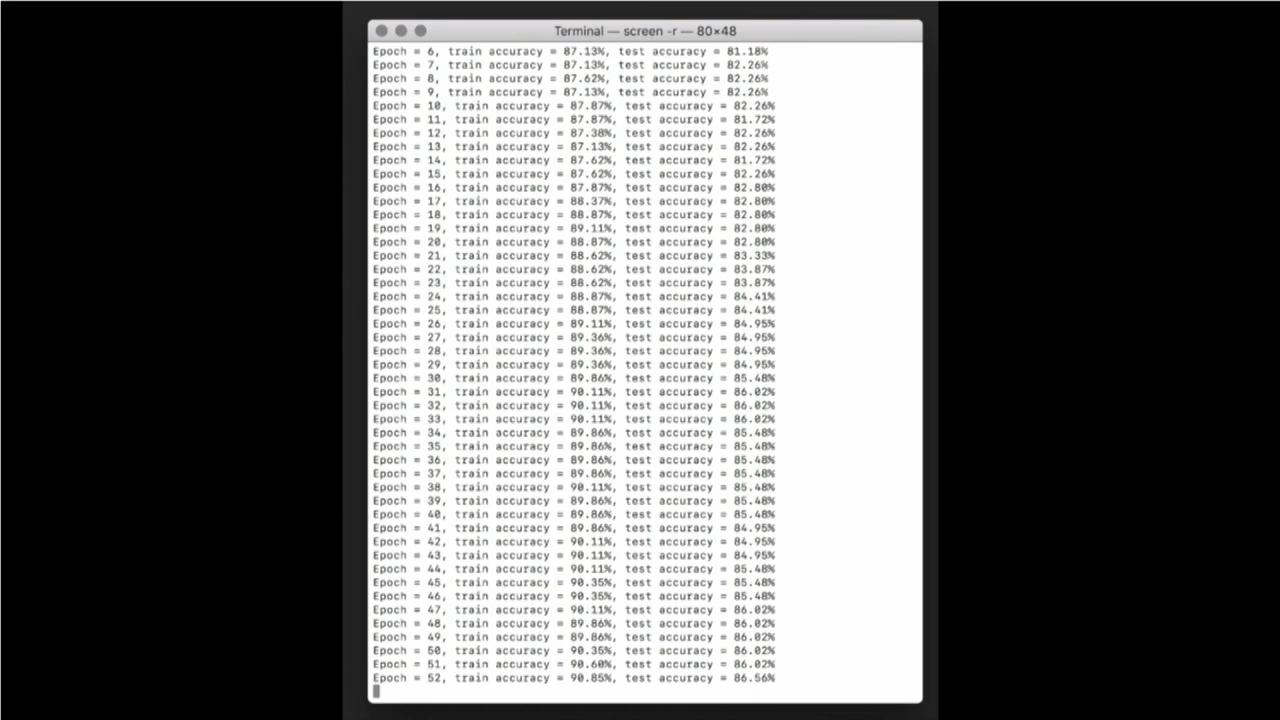 Terminal — screen -r — 80×48
Epoch = 6, train accuracy = 87.13%, test accuracy = 81.18%
Epoch = 7, train accuracy = 87.13%, test accuracy = 82.26%
Epoch = 8, train accuracy = 87.62%, test accuracy = 82.26%
Epoch = 9, train accuracy = 87.13%, test accuracy = 82.26%
Epoch = 10, train accuracy = 87.87%, test accuracy = 82.26%
Epoch = 11, train accuracy = 87.87%, test accuracy = 81.72%
Epoch = 12, train accuracy = 87.38%, test accuracy = 82.26%
Epoch = 13, train accuracy = 87.13%, test accuracy = 82.26%
Epoch = 14, train accuracy = 87.62%, test accuracy = 81.72%
Epoch = 15, train accuracy = 87.62%, test accuracy = 82.26%
Epoch = 16, train accuracy = 87.87%, test accuracy = 82.80%
Epoch = 17, train accuracy = 88.37%, test accuracy = 82.80%
Epoch = 18, train accuracy = 88.87%, test accuracy = 82.80%
Epoch = 19, train accuracy = 89.11%, test accuracy = 82.80%
Epoch = 20, train accuracy = 88.87%, test accuracy = 82.80%
Epoch = 21, train accuracy = 88.62%, test accuracy = 83.33%
Epoch = 22, train accuracy = 88.62%, test accuracy = 83.87%
Epoch = 23, train accuracy = 88.62%, test accuracy = 83.87%
Epoch = 24, train accuracy = 88.87%, test accuracy = 84.41%
Epoch = 25, train accuracy = 88.87%, test accuracy = 84.41%
Epoch = 26, train accuracy = 89.11%, test accuracy = 84.95%
Epoch = 27, train accuracy = 89.36%, test accuracy = 84.95%
Epoch = 28, train accuracy = 89.36%, test accuracy = 84.95%
Epoch = 29, train accuracy = 89.36%, test accuracy = 84.95%
Epoch = 30, train accuracy = 89.86%, test accuracy = 85.48%
Epoch = 31, train accuracy = 90.11%, test accuracy = 86.02%
Epoch = 32, train accuracy = 90.11%, test accuracy = 86.02%
Epoch = 33, train accuracy = 90.11%, test accuracy = 86.02%
Epoch = 34, train accuracy = 89.86%, test accuracy = 85.48%
Epoch = 35, train accuracy = 89.86%, test accuracy = 85.48%
Epoch = 36, train accuracy = 89.86%, test accuracy = 85.48%
Epoch = 37, train accuracy = 89.86%, test accuracy = 85.48%
Epoch = 38, train accuracy = 90.11%, test accuracy = 85.48%
Epoch = 39, train accuracy = 89.86%, test accuracy = 85.48%
Epoch = 40, train accuracy = 89.86%, test accuracy = 85.48%
Epoch = 41, train accuracy = 89.86%, test accuracy = 84.95%
Epoch = 42, train accuracy = 90.11%, test accuracy = 84.95%
Epoch = 43, train accuracy = 90.11%, test accuracy = 84.95%
Epoch = 44, train accuracy = 90.11%, test accuracy = 85.48%
Epoch = 45, train accuracy = 90.35%, test accuracy = 85.48%
Epoch = 46, train accuracy = 90.35%, test accuracy = 85.48%
Epoch = 47, train accuracy = 90.11%, test accuracy = 86.02%
Epoch = 48, train accuracy = 89.86%, test accuracy = 86.02%
Epoch = 49, train accuracy = 89.86%, test accuracy = 86.02%
Epoch = 50, train accuracy = 90.35%, test accuracy = 86.02%
Epoch = 51, train accuracy = 90.60%, test accuracy = 86.02%
Epoch = 52, train accuracy = 90.85%, test accuracy = 86.56%